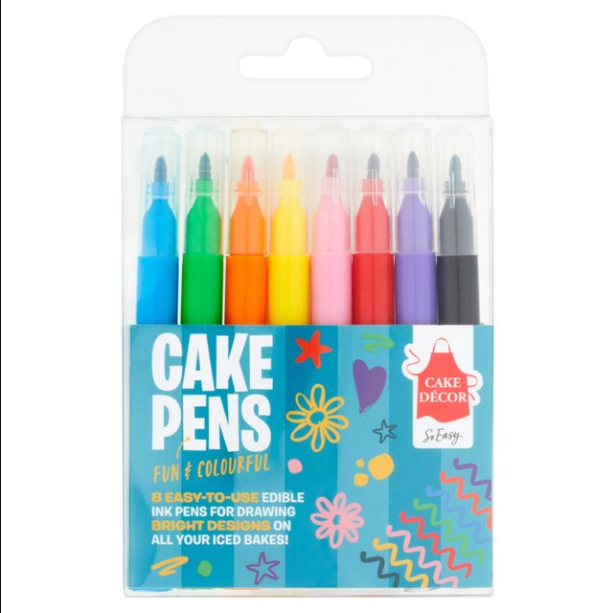 CAKE
PENS
FUN & COLOURFUL
8 EASY-TO-USE EDIBLE
INK PENS FOR DRAWING
BRIGHT DESIGNS ON
ALL YOUR ICED BAKES!
CAKE
DÉCOR
So Easy